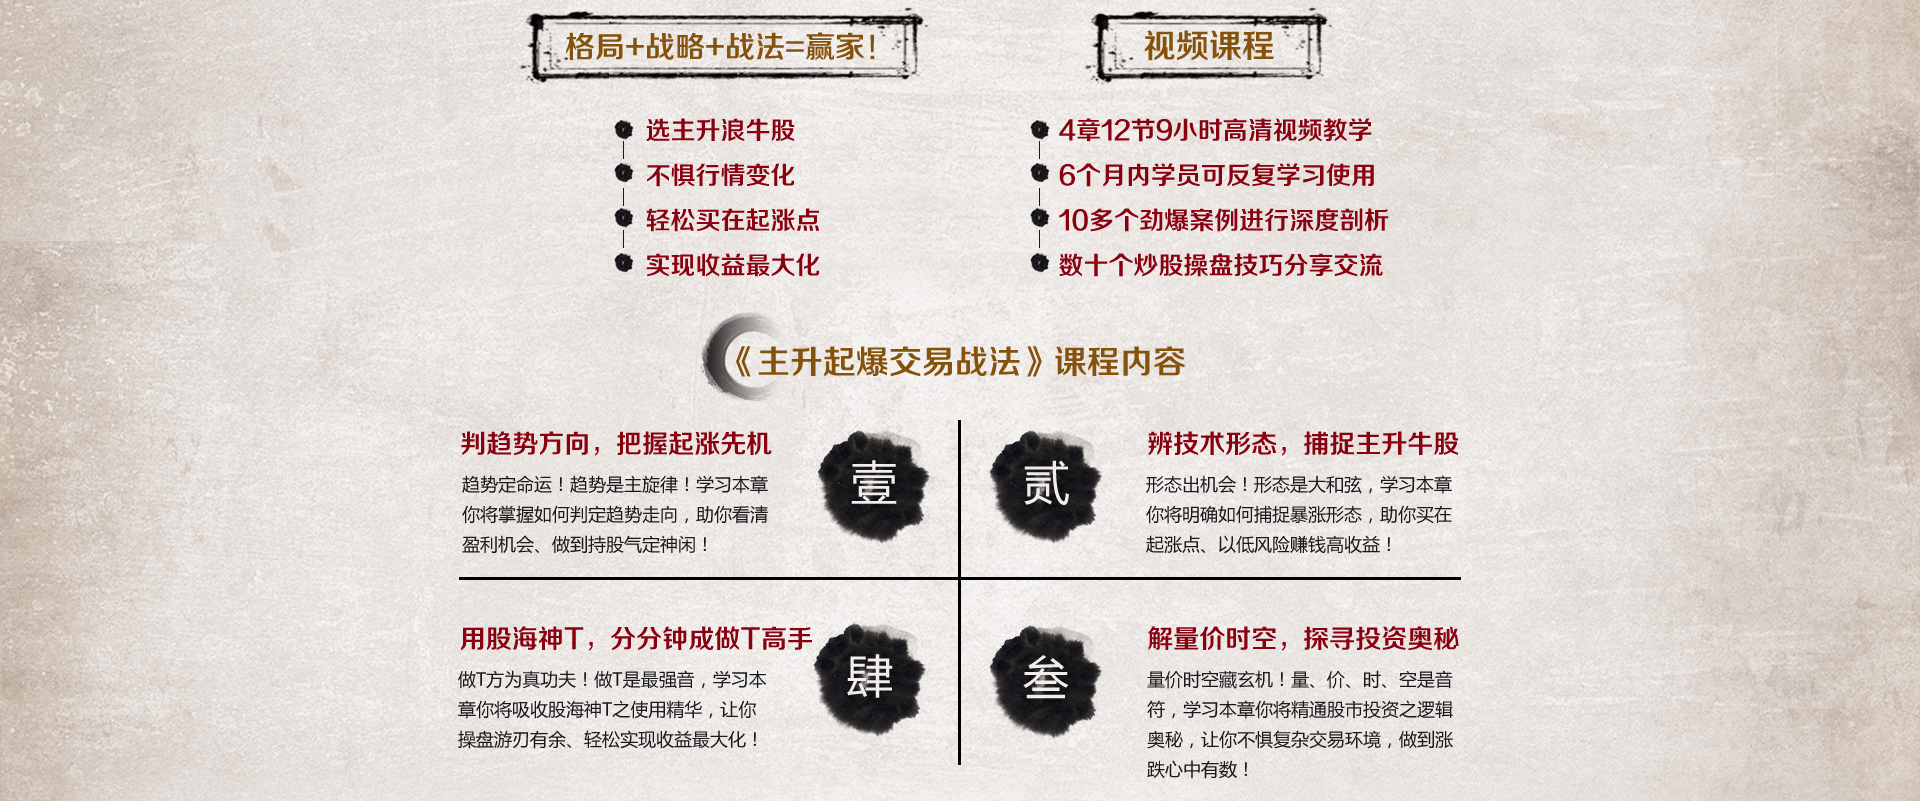 格局+战略+战法=赢家！
选主升浪牛股
不惧行情变化
轻松买在起涨点
实现收益最大化
视频课程
4章12节9小时高清视频教学
6个月内学员可反复学习使用
10多个劲爆案例进行深度剖析
数十个炒股操盘技巧分享交流
《主升起爆交易战法》课程内容
判趋势方向，把握起涨先机
趋势定命运！趋势是主旋律！学习本章
你将掌握如何判定趋势走向，助你看清
盈利机会、做到持股气定神闲！
壹
贰
辨技术形态，捕捉主升牛股
形态出机会！形态是大和弦，学习本章
你将明确如何捕捉暴涨形态，助你买在
起涨点、以低风险赚钱高收益！
用股海神T，分分钟成做T高手
做T方为真功夫！做T是最强音，学习本
章你将吸收股海神T之使用精华，让你
操盘游刃有余、轻松实现收益最大化！
肆
叁
解量价时空，探寻投资奥秘
量价时空藏玄机！量、价、时、空是音
符，学习本章你将精通股市投资之逻辑
奥秘，让你不惧复杂交易环境，做到涨
跌心中有数！